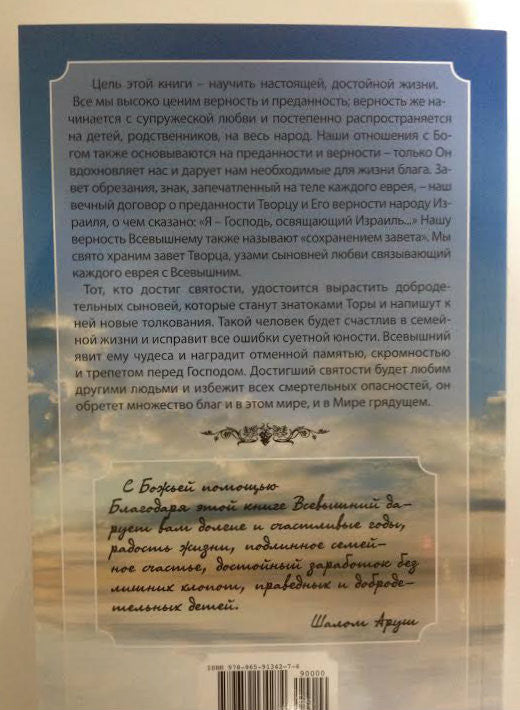 Цель этой книги – научить настоящей, достойной жизни.
Все мы высоко ценим верность и преданность; верность же на-
чинается с супружеской любви и постепенно распространяется
на детей, родственников, на весь народ. Наши отношения с Бо-
гом также основываются на преданности и верности – только Он
вдохновляет нас и дарует нам необходимые для жизни блага. За-
вет обрезания, знак, запечатленный на теле каждого еврея, – наш
вечный договор о преданности Творцу и Его верности народу Из-
раиля, о чем сказано: «Я – Господь, освящающий Израиль...» Нашу
верность Всевышнему также называют «сохранением завета». Мы
свято храним завет Творца, узами сыновней любви связывающий
каждого еврея с Всевышним.
Тот, кто достиг святости, удостоится вырастить доброде-
тельных сыновей, которые станут знатоками Торы и напишут к
ней новые толкования. Такой человек будет счастлив в семей-
ной жизни и исправит все ошибки суетной юности. Всевышний
явит ему чудеса и наградит отменной памятью, скромностью
и трепетом перед Господом. Достигший святости будет любим
другими людьми и избежит всех смертельных опасностей, он
обретет множество благ и в этом мире, и в Мире грядущем.
С Божьей помощью
Благодаря этой книге Всевышний да-
рует вам долгие и счастливые годы,
радость жизни, подлинное семей-
ное счастье, достойный заработок без
лишних хлопот, праведных и доброде-
тельных детей.
Шалом Аруш
ISBN 978-965-91342-7-4
90000